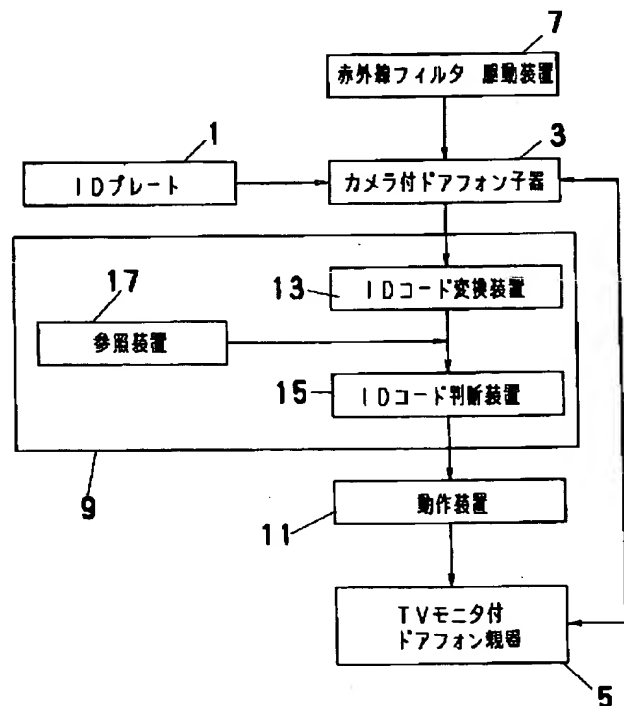 7
赤外線フィルタ 駆動装置
1
3
IDプレート
カメラ付ドアフォン子器
17
13
IDコード変換装置
参照装置
15
IDコード判断装置
9
11
動作装置
TVモニタ付
ドアフォン親器
5